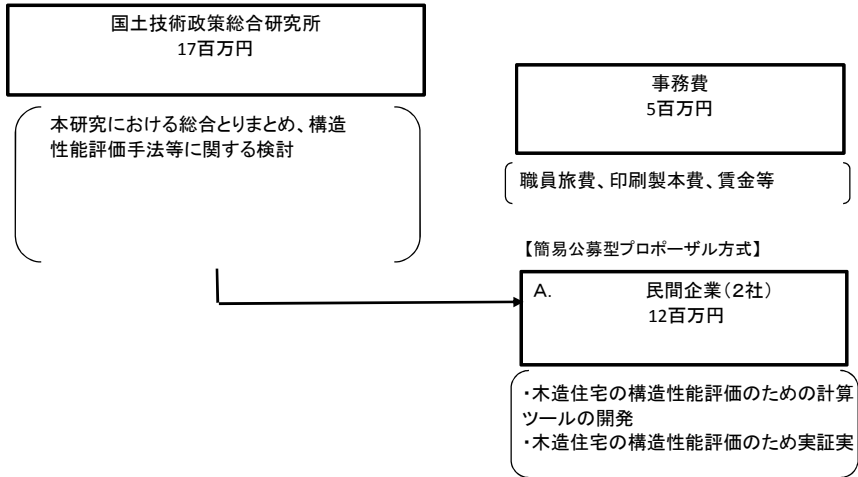 国土技術政策総合研究所
17百万円
本研究における総合とりまとめ、構造
性能評価手法等に関する検討
事務費
5百万円
職員旅費、印刷製本費、賃金等
【簡易公募型プロポーザル方式】
A. 民間企業(2社)
12百万円
・木造住宅の構造性能評価のための計算
ツールの開発
・木造住宅の構造性能評価のため実証実